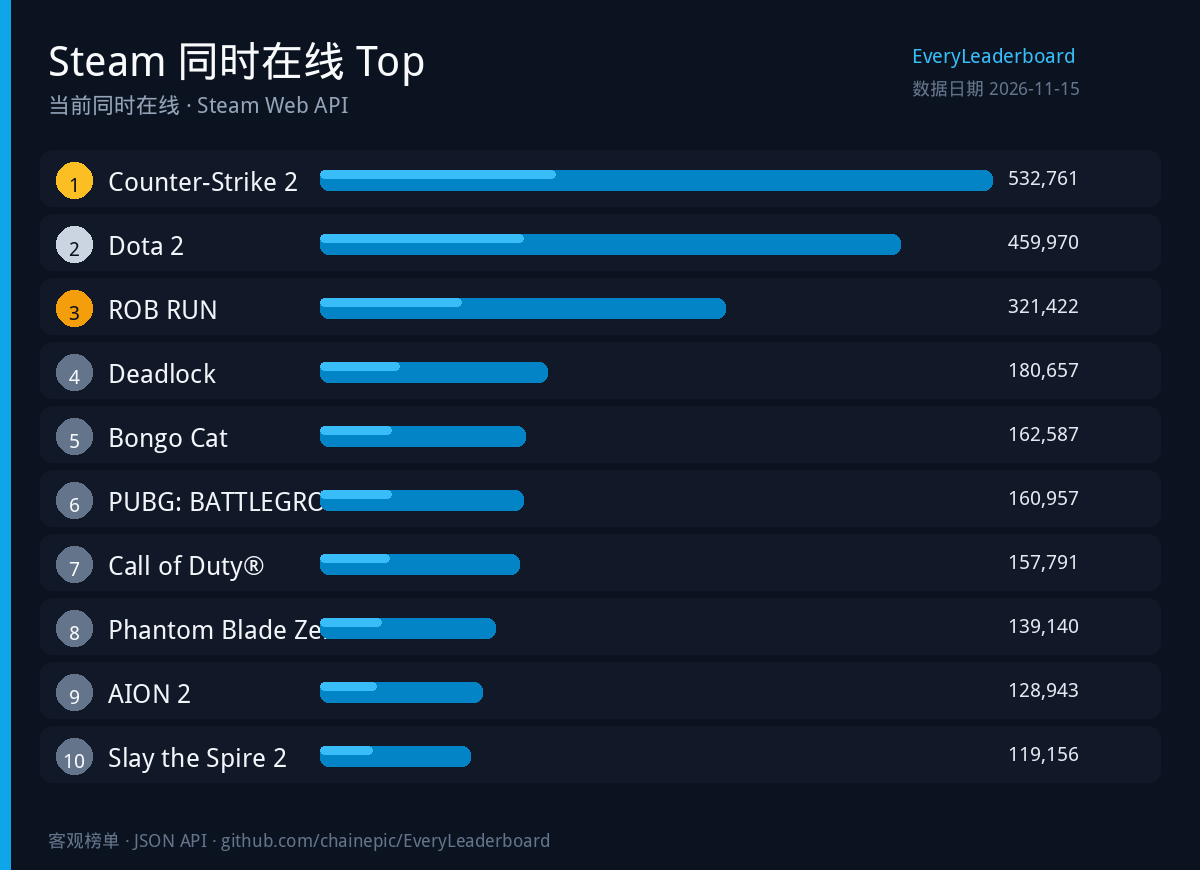 Steam 同时在线 Top
当前同时在线 · Steam Web API
EveryLeaderboard
数据日期 2026-11-15
1 Counter-Strike 2 532,761
2 Dota 2 459,970
3 ROB RUN 321,422
4 Deadlock 180,657
5 Bongo Cat 162,587
6 PUBG: BATTLEGRO 160,957
7 Call of Duty® 157,791
8 Phantom Blade Ze 139,140
9 AION 2 128,943
10 Slay the Spire 2 119,156
客观榜单 · JSON API · github.com/chainepic/EveryLeaderboard